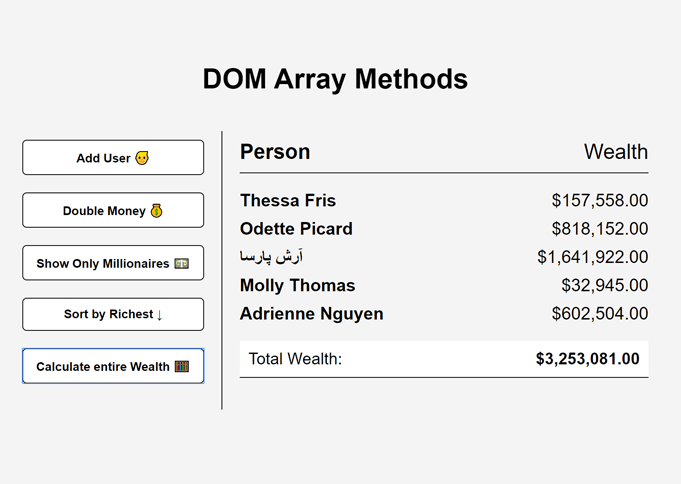 DOM Array Methods
Add User 👱
Double Money 💰
Show Only Millionaires 💵
Sort by Richest ↓
Calculate entire Wealth 🧮
Person Wealth
Thessa Fris $157,558.00
Odette Picard $818,152.00
آرش پارسا $1,641,922.00
Molly Thomas $32,945.00
Adrienne Nguyen $602,504.00
Total Wealth: $3,253,081.00